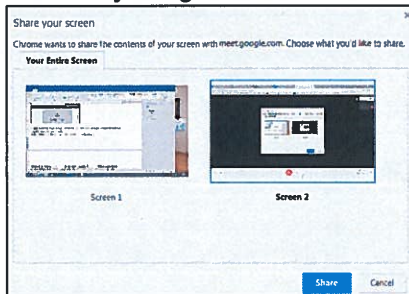 Share your screen
Chrome wants to share the contents of your screen with meet.google.com. Choose what you'd like to share.
Your Entire Screen
Screen 1
Screen 2
Share
Cancel